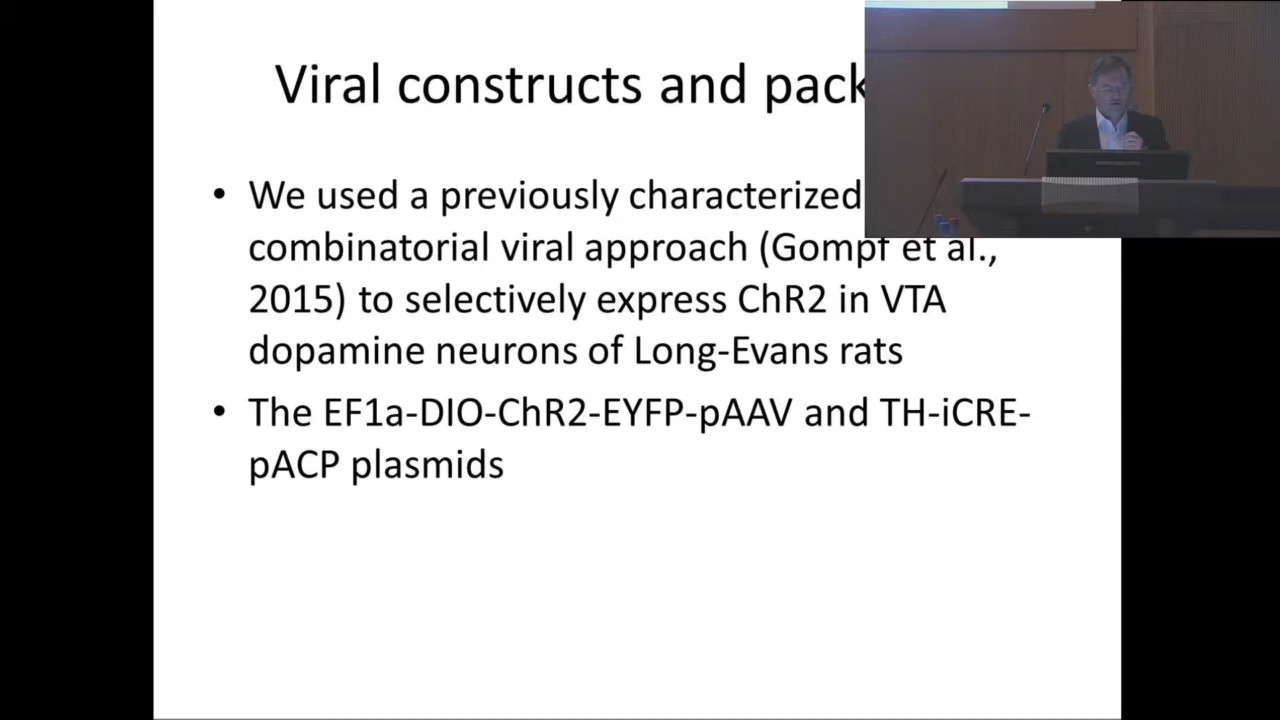 Viral constructs and pack
• We used a previously characterized
combinatorial viral approach (Gompf et al.,
2015) to selectively express ChR2 in VTA
dopamine neurons of Long-Evans rats
• The EF1a-DIO-ChR2-EYFP-pAAV and TH-iCRE-
pACP plasmids